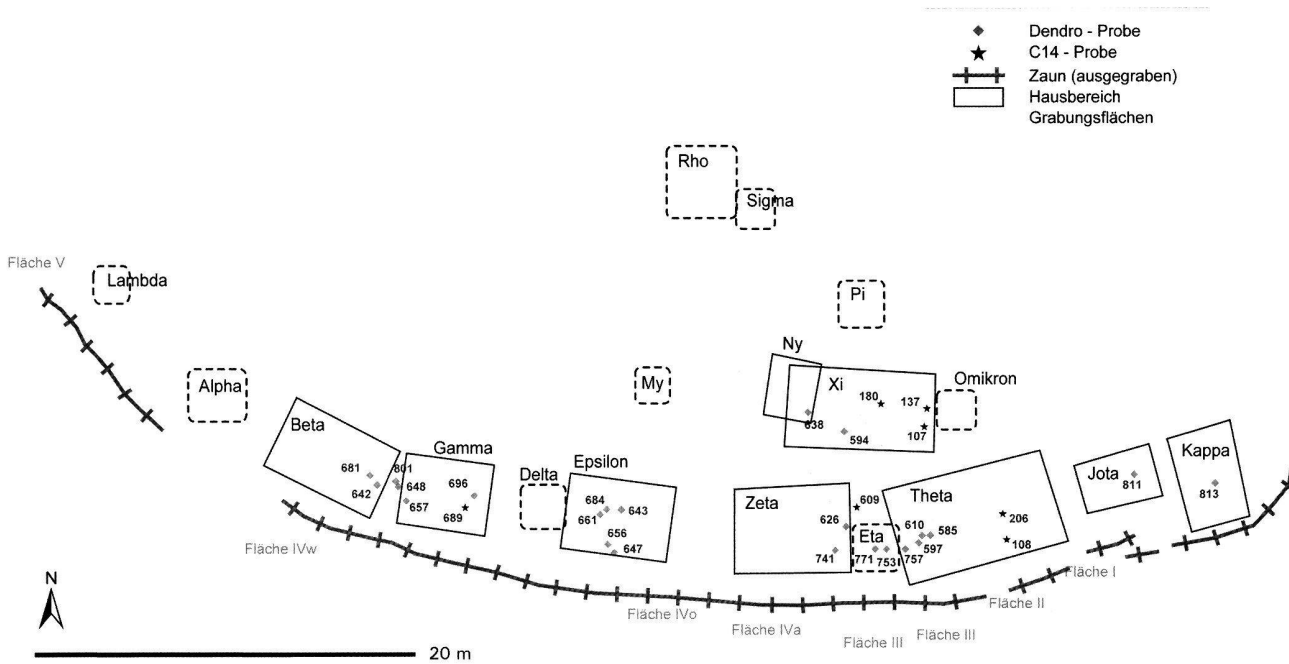 Dendro - Probe
C14 - Probe
Zaun (ausgegraben)
Hausbereich
Grabungsflächen
Rho
Sigma
Fläche V
Lambda
Pi
Ny
Alpha
My
Xi
Omikron
180
137
638
594
107
Beta
Gamma
681
801
642
648
657
696
689
Delta
Epsilon
684
643
661
656
647
Zeta
609
Theta
626
Eta
610
585
741
771
753
757
597
206
108
Jota
811
Kappa
813
Fläche IVw
Fläche IVo
Fläche IVa
Fläche III
Fläche III
Fläche II
Fläche I
N
20 m